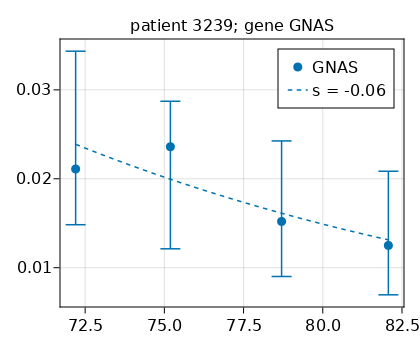 patient 3239; gene GNAS
GNAS
s = -0.06
0.03
0.02
0.01
72.5 75.0 77.5 80.0 82.5